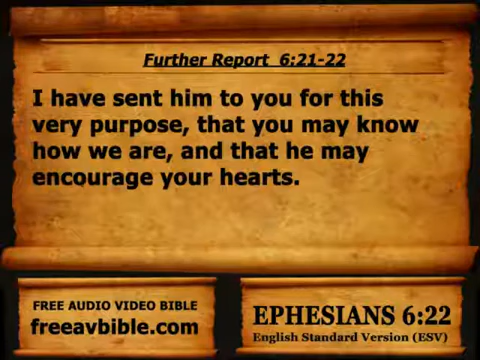 Further Report 6:21-22
I have sent him to you for this
very purpose, that you may know
how we are, and that he may
encourage your hearts.
FREE AUDIO VIDEO BIBLE
freeavbible.com
EPHESIANS 6:22
English Standard Version (ESV)